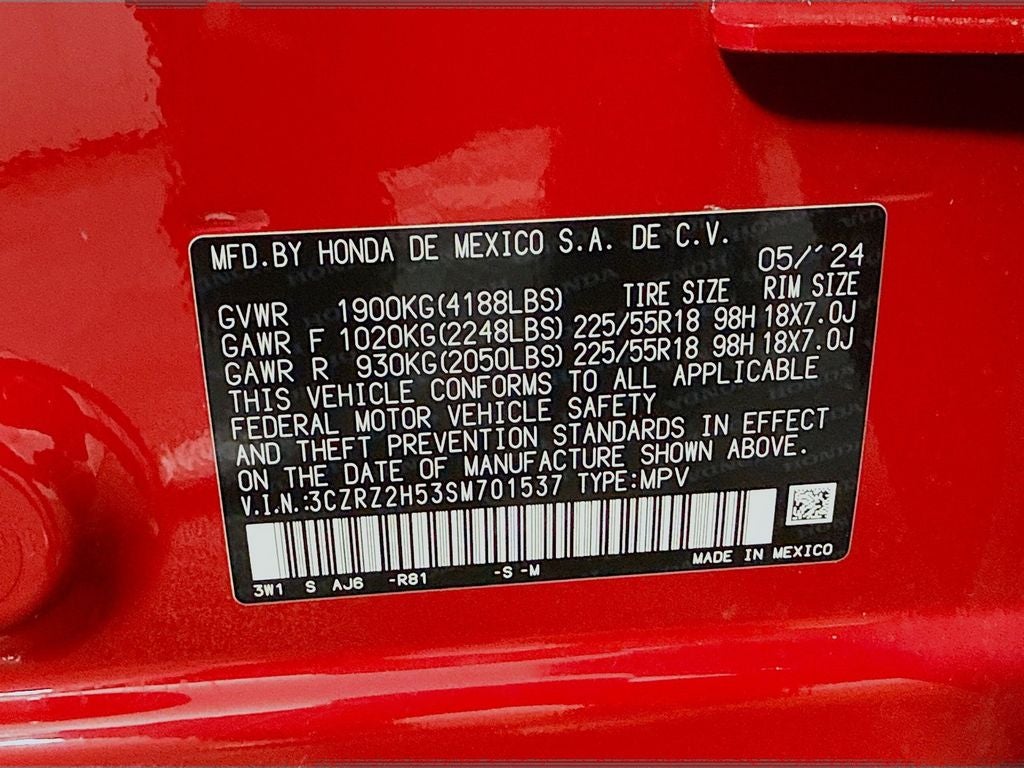 MFD.BY HONDA DE MEXICO S.A. DE C.V.
05/´24
GVWR 1900KG(4188LBS) TIRE SIZE RIM SIZE
GAWR F 1020KG(2248LBS) 225/55R18 98H 18X7.0J
GAWR R 930KG(2050LBS) 225/55R18 98H 18X7.0J
THIS VEHICLE CONFORMS TO ALL APPLICABLE
FEDERAL MOTOR VEHICLE SAFETY
AND THEFT PREVENTION STANDARDS IN EFFECT
ON THE DATE OF MANUFACTURE SHOWN ABOVE.
V.I.N.:3CZRZ2H53SM701537 TYPE:MPV
MADE IN MEXICO
3W1 S AJ6 -R81 -S -M